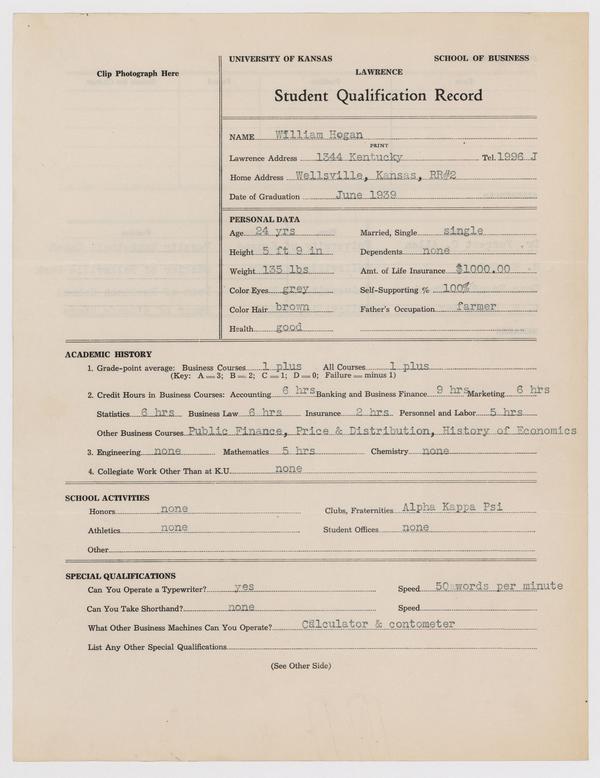 UNIVERSITY OF KANSAS SCHOOL OF BUSINESS
Clip Photograph Here
LAWRENCE
Student Qualification Record
NAME William Hogan
PRINT
Lawrence Address 1344 Kentucky Tel. 1996 J
Home Address Wellsville, Kansas, RR#2
Date of Graduation June 1939
PERSONAL DATA
Age 24 yrs Married, Single single
Height 5 ft 9 in Dependents none
Weight 135 lbs Amt. of Life Insurance $1000.00
Color Eyes grey Self-Supporting % 100%
Color Hair brown Father's Occupation farmer
Health good
ACADEMIC HISTORY
1. Grade-point average: Business Courses 1 plus All Courses 1 plus
(Key: A=3; B=2; C=1; D=0; Failure=minus 1)
2. Credit Hours in Business Courses: Accounting 6 hrs Banking and Business Finance 9 hrs Marketing 6 hrs
Statistics 6 hrs Business Law 6 hrs Insurance 2 hrs Personnel and Labor 5 hrs
Other Business Courses Public Finance, Price & Distribution, History of Economics
3. Engineering none Mathematics 5 hrs Chemistry none
4. Collegiate Work Other Than at K.U. none
SCHOOL ACTIVITIES
Honors none Clubs, Fraternities Alpha Kappa Psi
Athletics none Student Offices none
Other
SPECIAL QUALIFICATIONS
Can You Operate a Typewriter? yes Speed 50 words per minute
Can You Take Shorthand? none Speed
What Other Business Machines Can You Operate? Calculator & contometer
List Any Other Special Qualifications
(See Other Side)